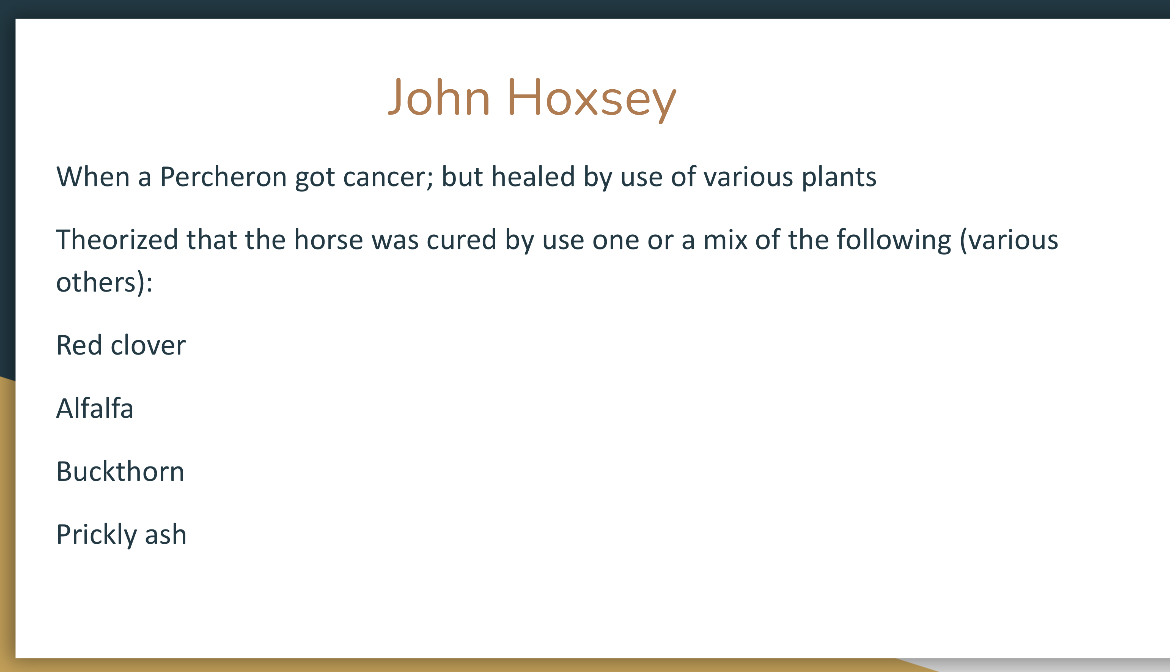 John Hoxsey
When a Percheron got cancer; but healed by use of various plants
Theorized that the horse was cured by use one or a mix of the following (various
others):
Red clover
Alfalfa
Buckthorn
Prickly ash